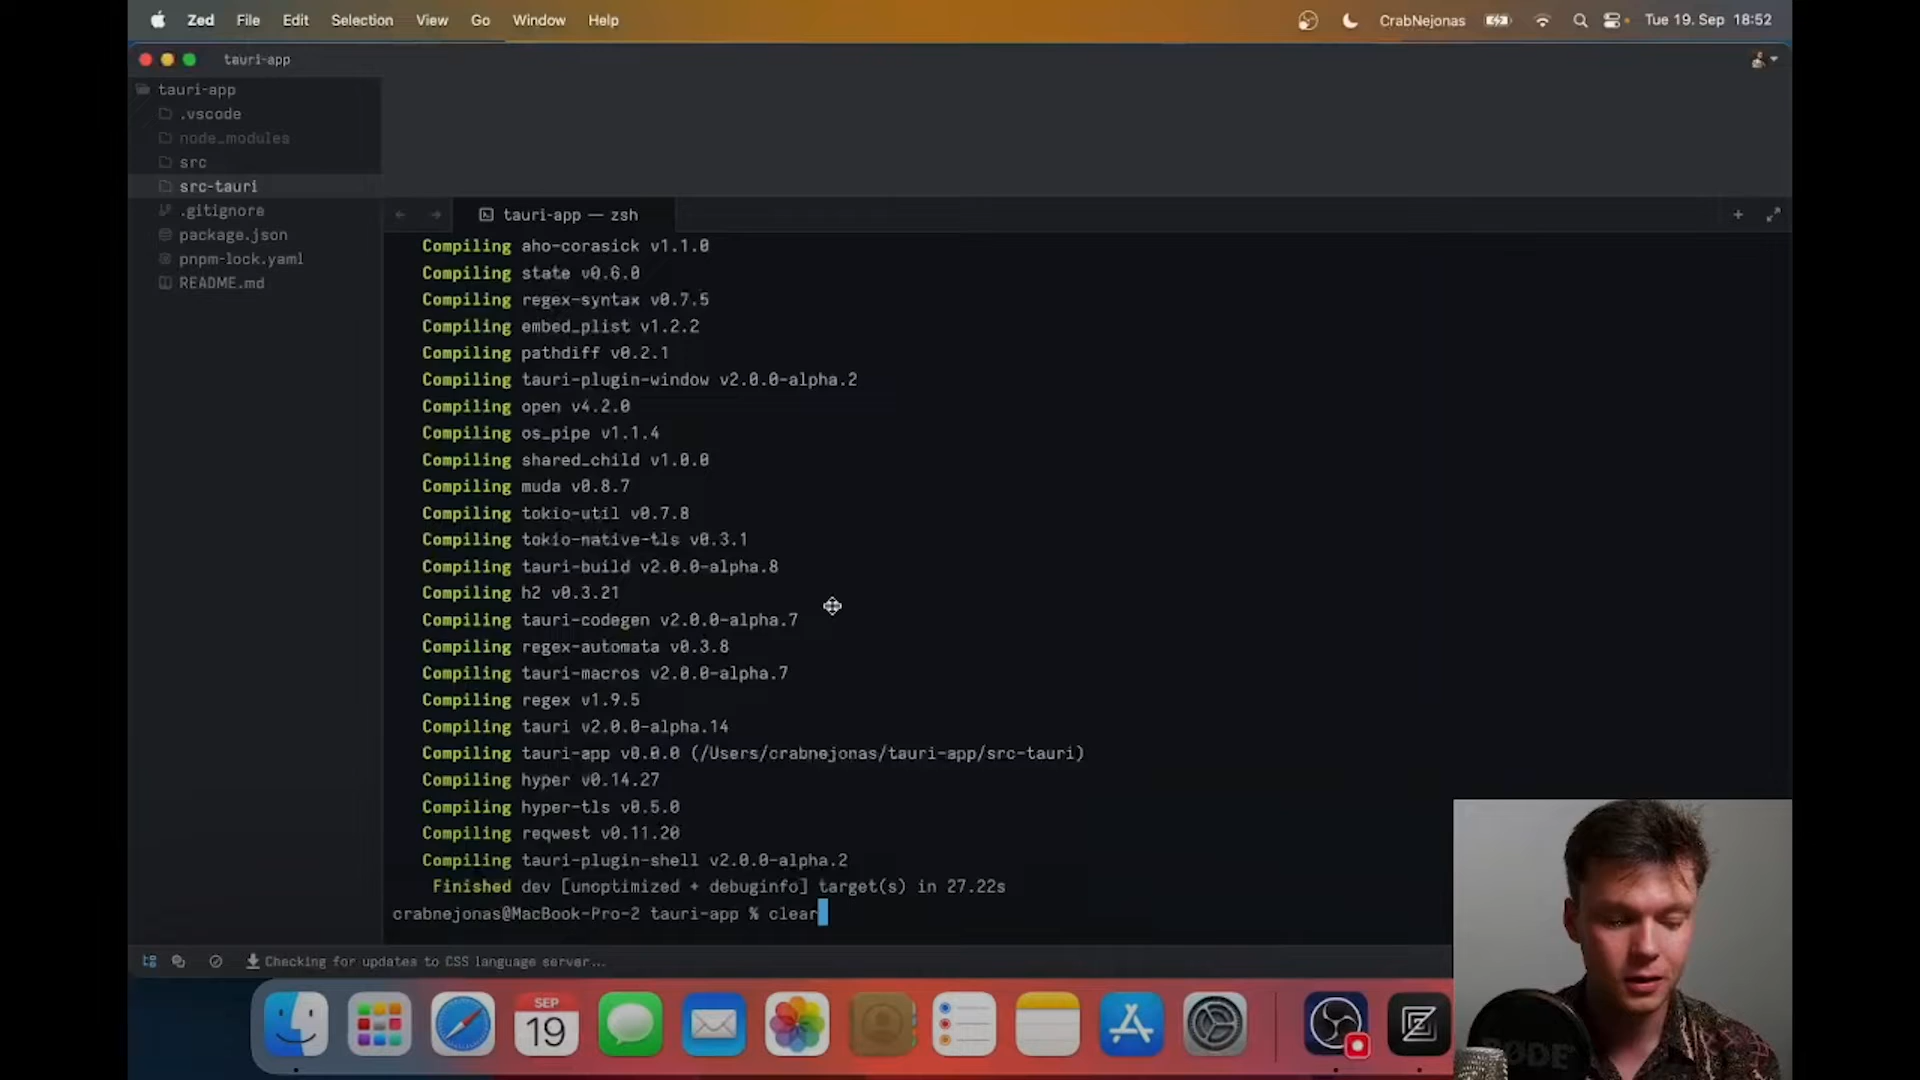 Zed File Edit Selection View Go Window Help CrabNejonas Tue 19. Sep 18:52
tauri-app
tauri-app
.vscode
node_modules
src
src-tauri
.gitignore
package.json
pnpm-lock.yaml
README.md
tauri-app — zsh
Compiling aho-corasick v1.1.0
Compiling state v0.6.0
Compiling regex-syntax v0.7.5
Compiling embed_plist v1.2.2
Compiling pathdiff v0.2.1
Compiling tauri-plugin-window v2.0.0-alpha.2
Compiling open v4.2.0
Compiling os_pipe v1.1.4
Compiling shared_child v1.0.0
Compiling muda v0.8.7
Compiling tokio-util v0.7.8
Compiling tokio-native-tls v0.3.1
Compiling tauri-build v2.0.0-alpha.8
Compiling h2 v0.3.21
Compiling tauri-codegen v2.0.0-alpha.7
Compiling regex-automata v0.3.8
Compiling tauri-macros v2.0.0-alpha.7
Compiling regex v1.9.5
Compiling tauri v2.0.0-alpha.14
Compiling tauri-app v0.0.0 (/Users/crabnejonas/tauri-app/src-tauri)
Compiling hyper v0.14.27
Compiling hyper-tls v0.5.0
Compiling reqwest v0.11.20
Compiling tauri-plugin-shell v2.0.0-alpha.2
Finished dev [unoptimized + debuginfo] target(s) in 27.22s
crabnejonas@MacBook-Pro-2 tauri-app % clear
Checking for updates to CSS language server...
SEP
19
RØDE